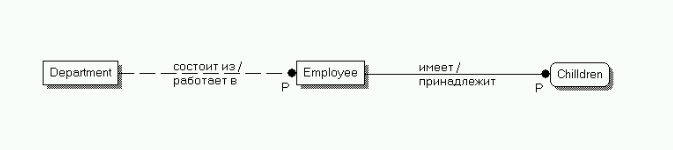 Department
состоит из /
работает в
P
Employee
имеет /
принадлежит
P
Chilldren